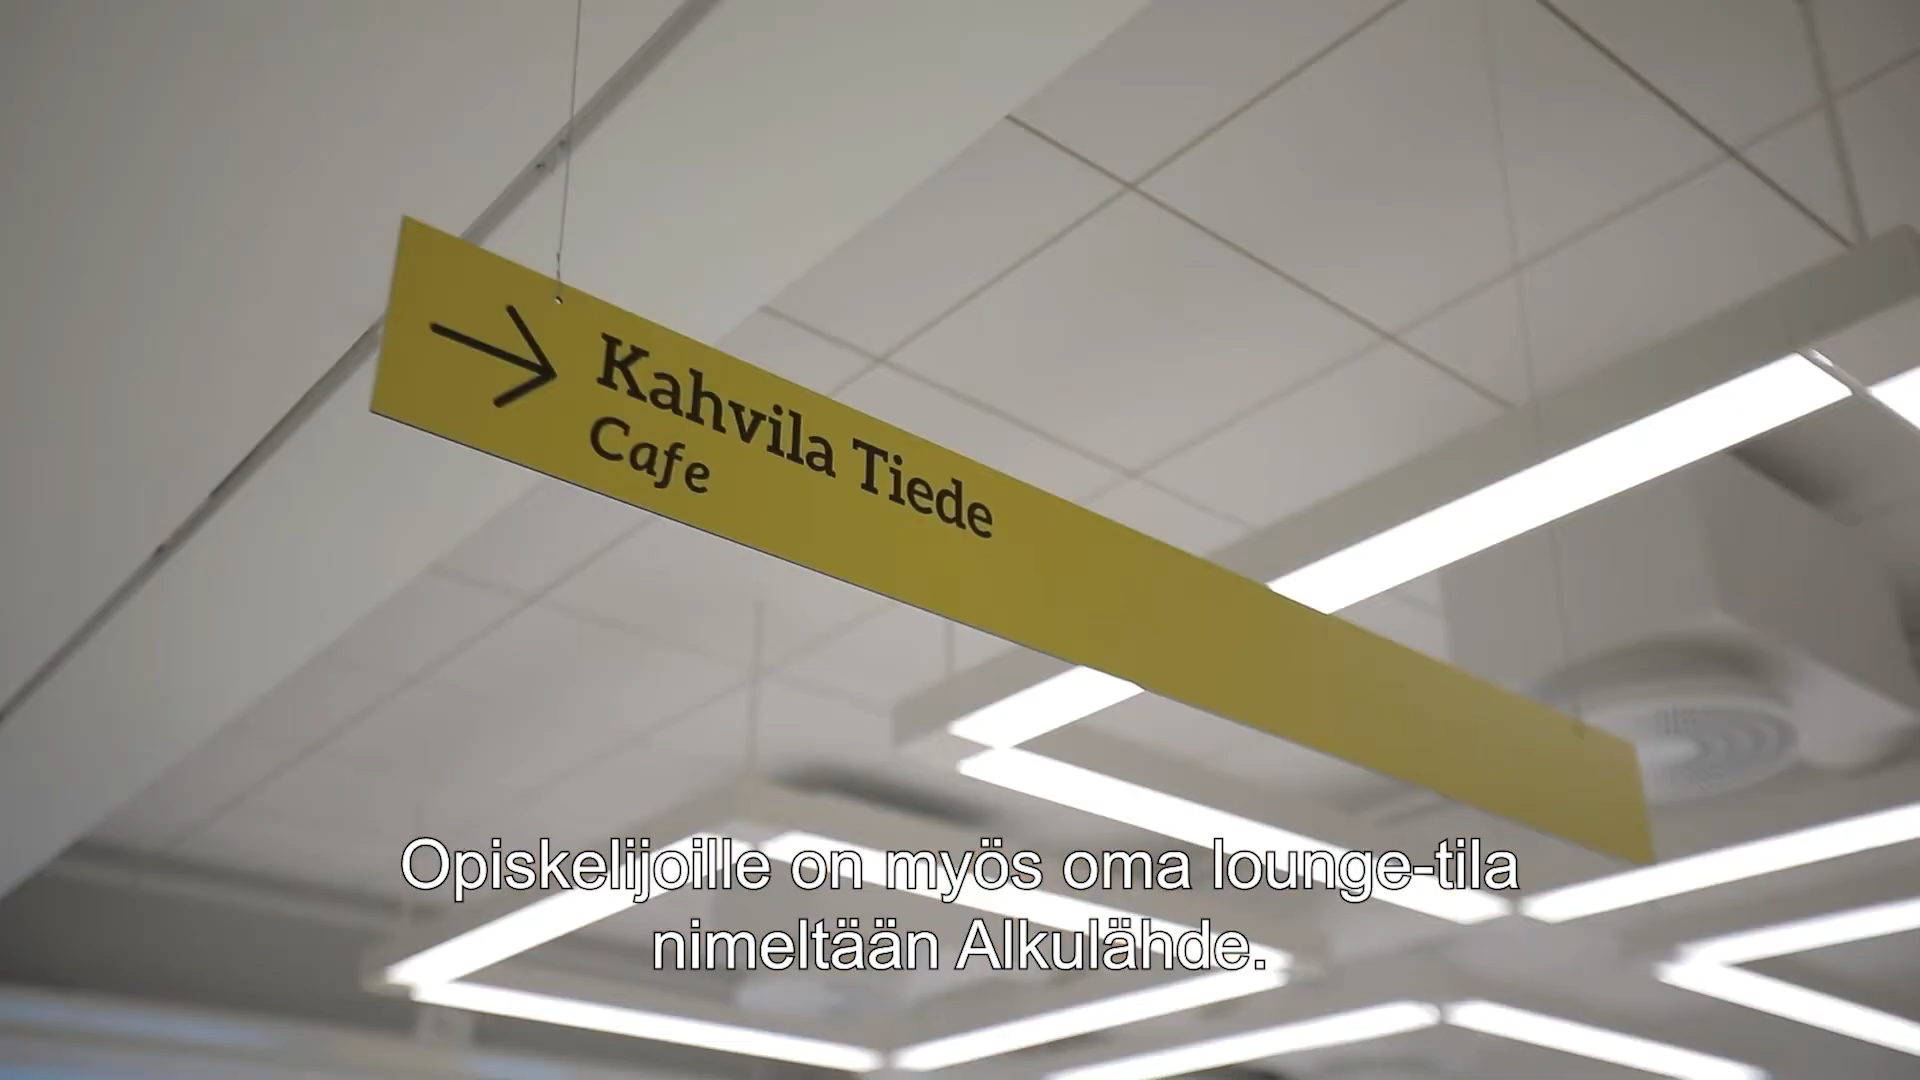 Kahvila Tiede
Cafe
Opiskelijoille on myös oma lounge-tila
nimeltään Alkulähde.